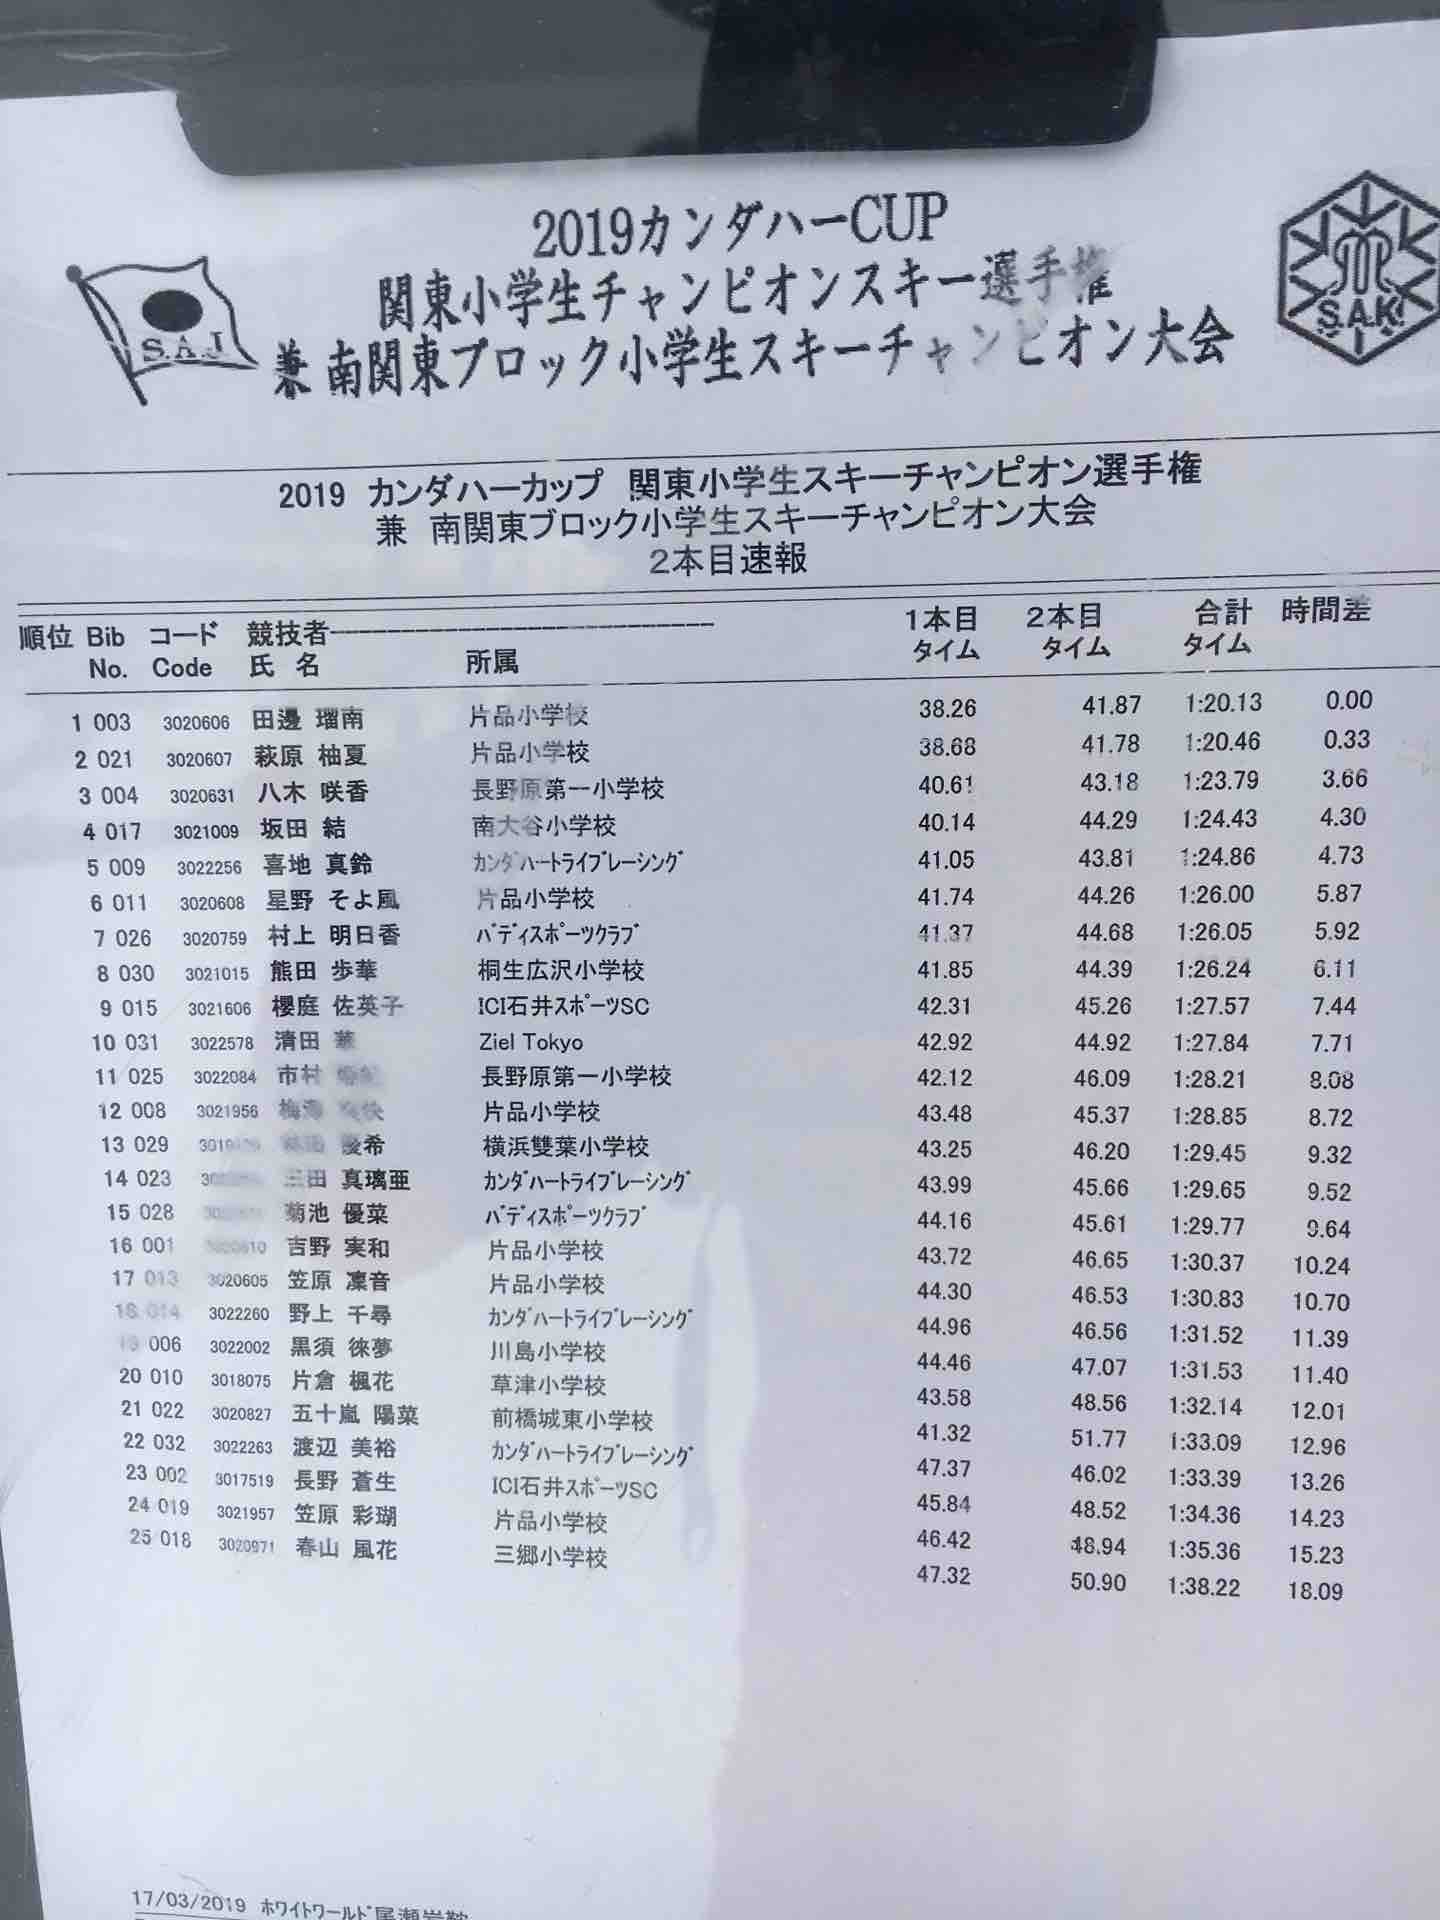 2019カンダハーCUP
関東小学生チャンピオンスキー選手権
兼 南関東ブロック小学生スキーチャンピオン大会
S.A.J
S.A.K.
2019 カンダハーカップ 関東小学生スキーチャンピオン選手権
兼 南関東ブロック小学生スキーチャンピオン大会
2本目速報
順位 Bib コード 競技者 1本目 2本目 合計 時間差
No. Code 氏 名 所属 タイム タイム タイム
1 003 3020606 田邊 瑠南 片品小学校 38.26 41.87 1:20.13 0.00
2 021 3020607 萩原 柚夏 片品小学校 38.68 41.78 1:20.46 0.33
3 004 3020631 八木 咲香 長野原第一小学校 40.61 43.18 1:23.79 3.66
4 017 3021009 坂田 結 南大谷小学校 40.14 44.29 1:24.43 4.30
5 009 3022256 喜地 真鈴 ｶﾝﾀﾞﾊｰﾄﾗｲﾌﾞﾚｰｼﾝｸﾞ 41.05 43.81 1:24.86 4.73
6 011 3020608 星野 そよ風 片品小学校 41.74 44.26 1:26.00 5.87
7 026 3020759 村上 明日香 ﾊﾞﾃﾞｨｽﾎﾟｰﾂｸﾗﾌﾞ 41.37 44.68 1:26.05 5.92
8 030 3021015 熊田 歩華 桐生広沢小学校 41.85 44.39 1:26.24 6.11
9 015 3021606 櫻庭 佐英子 ICI石井ｽﾎﾟｰﾂSC 42.31 45.26 1:27.57 7.44
10 031 3022578 清田 Ziel Tokyo 42.92 44.92 1:27.84 7.71
11 025 3022084 市村 長野原第一小学校 42.12 46.09 1:28.21 8.08
12 008 3021956 片品小学校 43.48 45.37 1:28.85 8.72
13 029 優希 横浜雙葉小学校 43.25 46.20 1:29.45 9.32
14 023 三田 真璃亜 ｶﾝﾀﾞﾊｰﾄﾗｲﾌﾞﾚｰｼﾝｸﾞ 43.99 45.66 1:29.65 9.52
15 028 菊池 優菜 ﾊﾞﾃﾞｨｽﾎﾟｰﾂｸﾗﾌﾞ 44.16 45.61 1:29.77 9.64
16 001 吉野 実和 片品小学校 43.72 46.65 1:30.37 10.24
17 013 3020605 笠原 凜音 片品小学校 44.30 46.53 1:30.83 10.70
18 014 3022260 野上 千尋 ｶﾝﾀﾞﾊｰﾄﾗｲﾌﾞﾚｰｼﾝｸﾞ 44.96 46.56 1:31.52 11.39
19 006 3022002 黒須 徠夢 川島小学校 44.46 47.07 1:31.53 11.40
20 010 3018075 片倉 楓花 草津小学校 43.58 48.56 1:32.14 12.01
21 022 3020827 五十嵐 陽菜 前橋城東小学校 41.32 51.77 1:33.09 12.96
22 032 3022263 渡辺 美裕 ｶﾝﾀﾞﾊｰﾄﾗｲﾌﾞﾚｰｼﾝｸﾞ 47.37 46.02 1:33.39 13.26
23 002 3017519 長野 蒼生 ICI石井ｽﾎﾟｰﾂSC 45.84 48.52 1:34.36 14.23
24 019 3021957 笠原 彩瑚 片品小学校 46.42 48.94 1:35.36 15.23
25 018 3020971 春山 風花 三郷小学校 47.32 50.90 1:38.22 18.09
17/03/2019 ﾎﾜｲﾄﾜｰﾙﾄﾞ尾瀬岩鞍